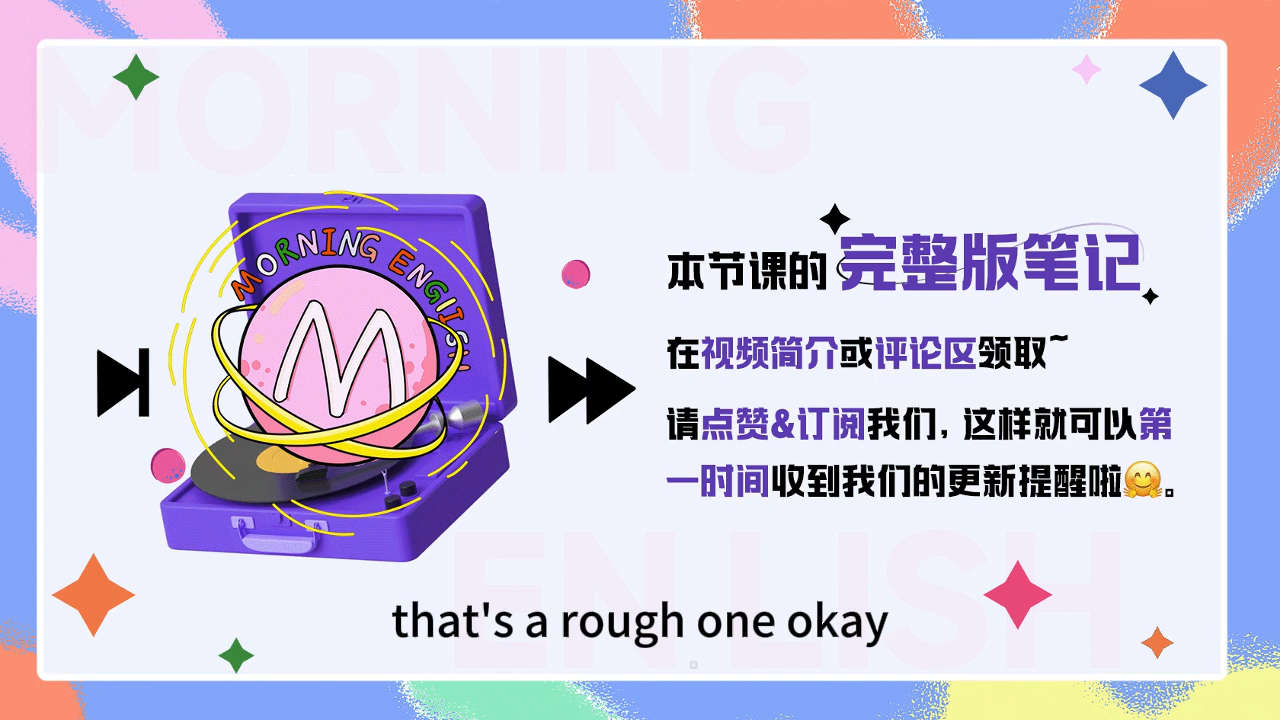 MORNING
MORNING ENGlISH
M
本节课的 完整版笔记
在视频简介或评论区领取~
请点赞&订阅我们，这样就可以第
一时间收到我们的更新提醒啦🤗。
EN LISH
that's a rough one okay